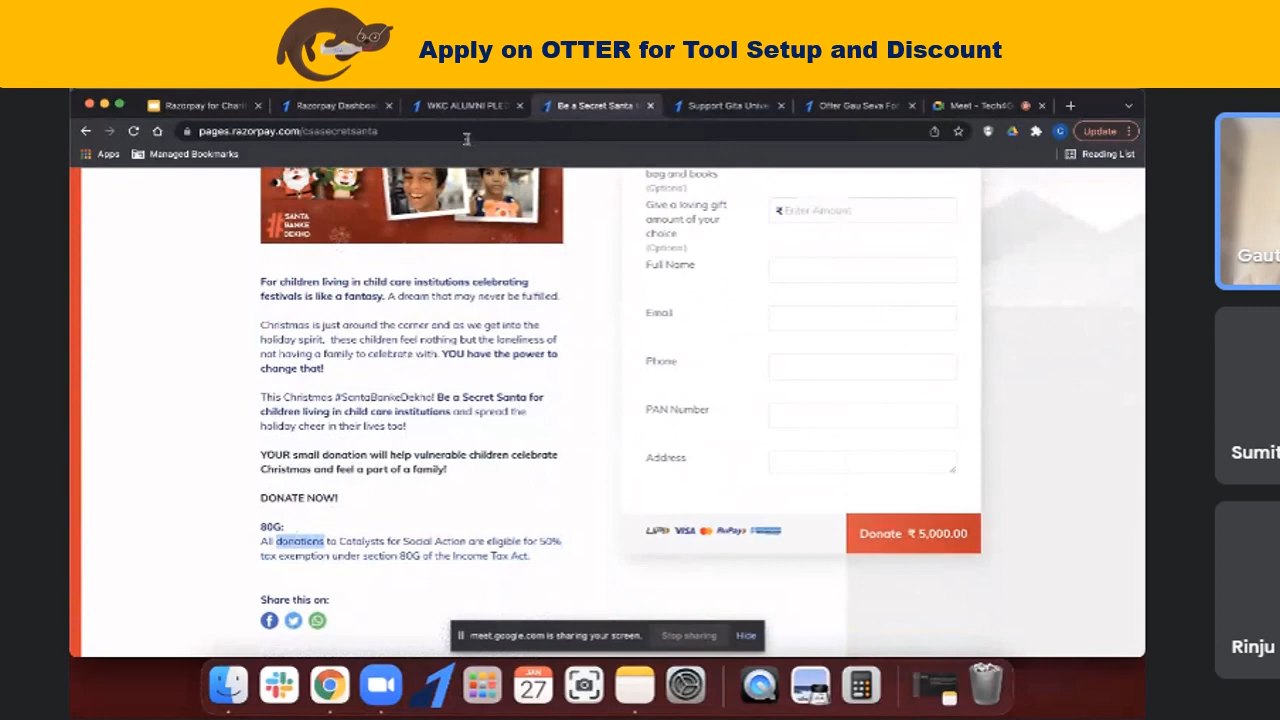 Apply on OTTER for Tool Setup and Discount
Razorpay for Chari
Razorpay Dashboa
WKC ALUMNI PLE
Be a Secret Santa
Support Gita Unive
Otter Gau Seva Fo
Meet - Tech4G
pages.razorpay.com/csasecretsanta
Update
Apps
Managed Bookmarks
Reading List
#SANTA
BANKE
DEKHO
For children living in child care institutions celebrating
festivals is like a fantasy. A dream that may never be fulfilled.
Christmas is just around the corner and as we get into the
holiday spirit, these children feel nothing but the loneliness of
not having a family to celebrate with. YOU have the power to
change that!
This Christmas #SantaBankeDekho! Be a Secret Santa for
children living in child care institutions and spread the
holiday cheer in their lives too!
YOUR small donation will help vulnerable children celebrate
Christmas and feel a part of a family!
DONATE NOW!
80G:
All donations to Catalysts for Social Action are eligible for 50%
tax exemption under section 80G of the Income Tax Act.
Share this on:
bag and books
(Optional)
Give a loving gift
amount of your
choice
(Optional)
₹ Enter Amount
Full Name
Email
Phone
PAN Number
Address
UPI VISA RuPay
Donate ₹ 5,000.00
meet.google.com is sharing your screen.
Stop sharing
Hide
JAN
27
Gaut
Sumit
Rinju